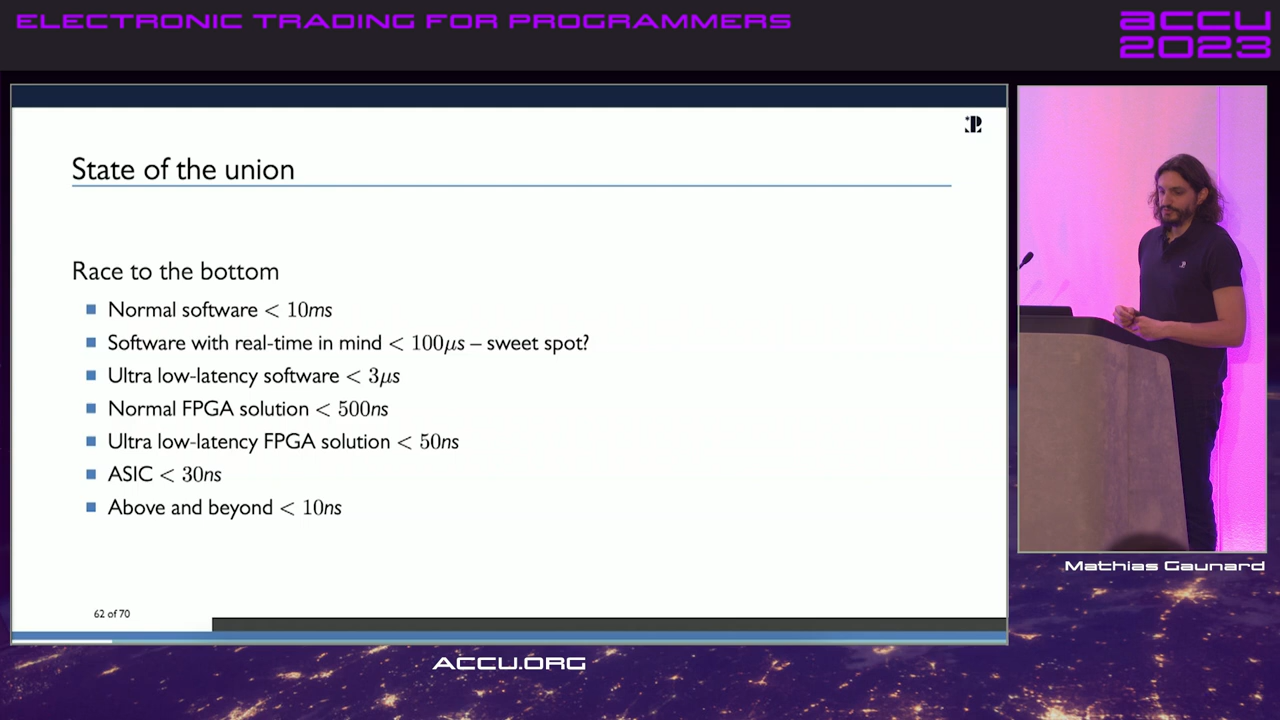 ELECTRONIC TRADING FOR PROGRAMMERS
accu
2023
State of the union
Race to the bottom
Normal software < 10ms
Software with real-time in mind < 100μs – sweet spot?
Ultra low-latency software < 3μs
Normal FPGA solution < 500ns
Ultra low-latency FPGA solution < 50ns
ASIC < 30ns
Above and beyond < 10ns
62 of 70
Mathias Gaunard
ACCU.ORG